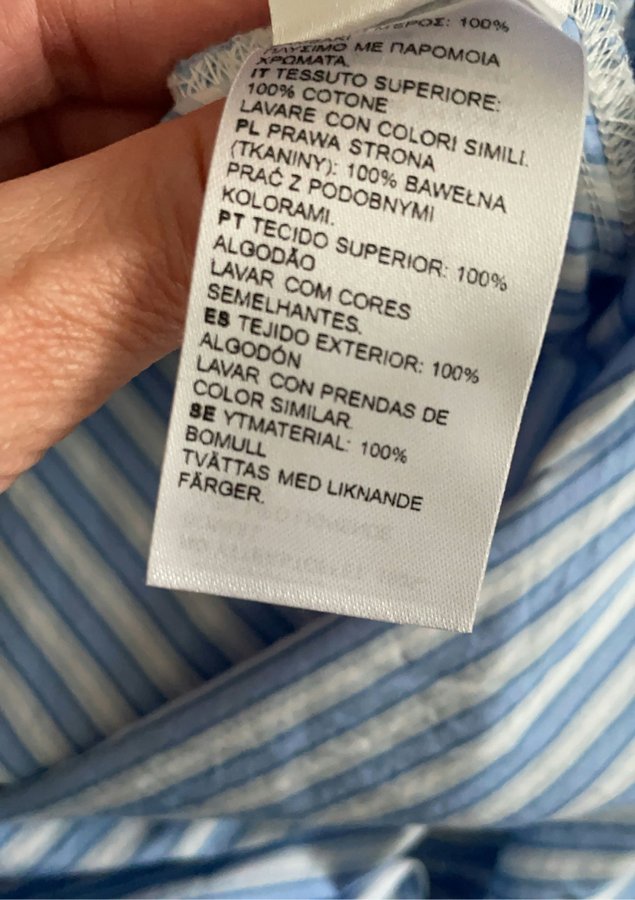 ΜΕΡΟΣ: 100%
ΠΛΥΣΙΜΟ ΜΕ ΠΑΡΟΜΟΙΑ
ΧΡΩΜΑΤΑ.
IT TESSUTO SUPERIORE:
100% COTONE
LAVARE CON COLORI SIMILI.
PL PRAWA STRONA
(TKANINY): 100% BAWEŁNA
PRAĆ Z PODOBNYMI
KOLORAMI.
PT TECIDO SUPERIOR: 100%
ALGODÃO
LAVAR COM CORES
SEMELHANTES.
ES TEJIDO EXTERIOR: 100%
ALGODÓN
LAVAR CON PRENDAS DE
COLOR SIMILAR.
SE YTMATERIAL: 100%
BOMULL
TVÄTTAS MED LIKNANDE
FÄRGER.